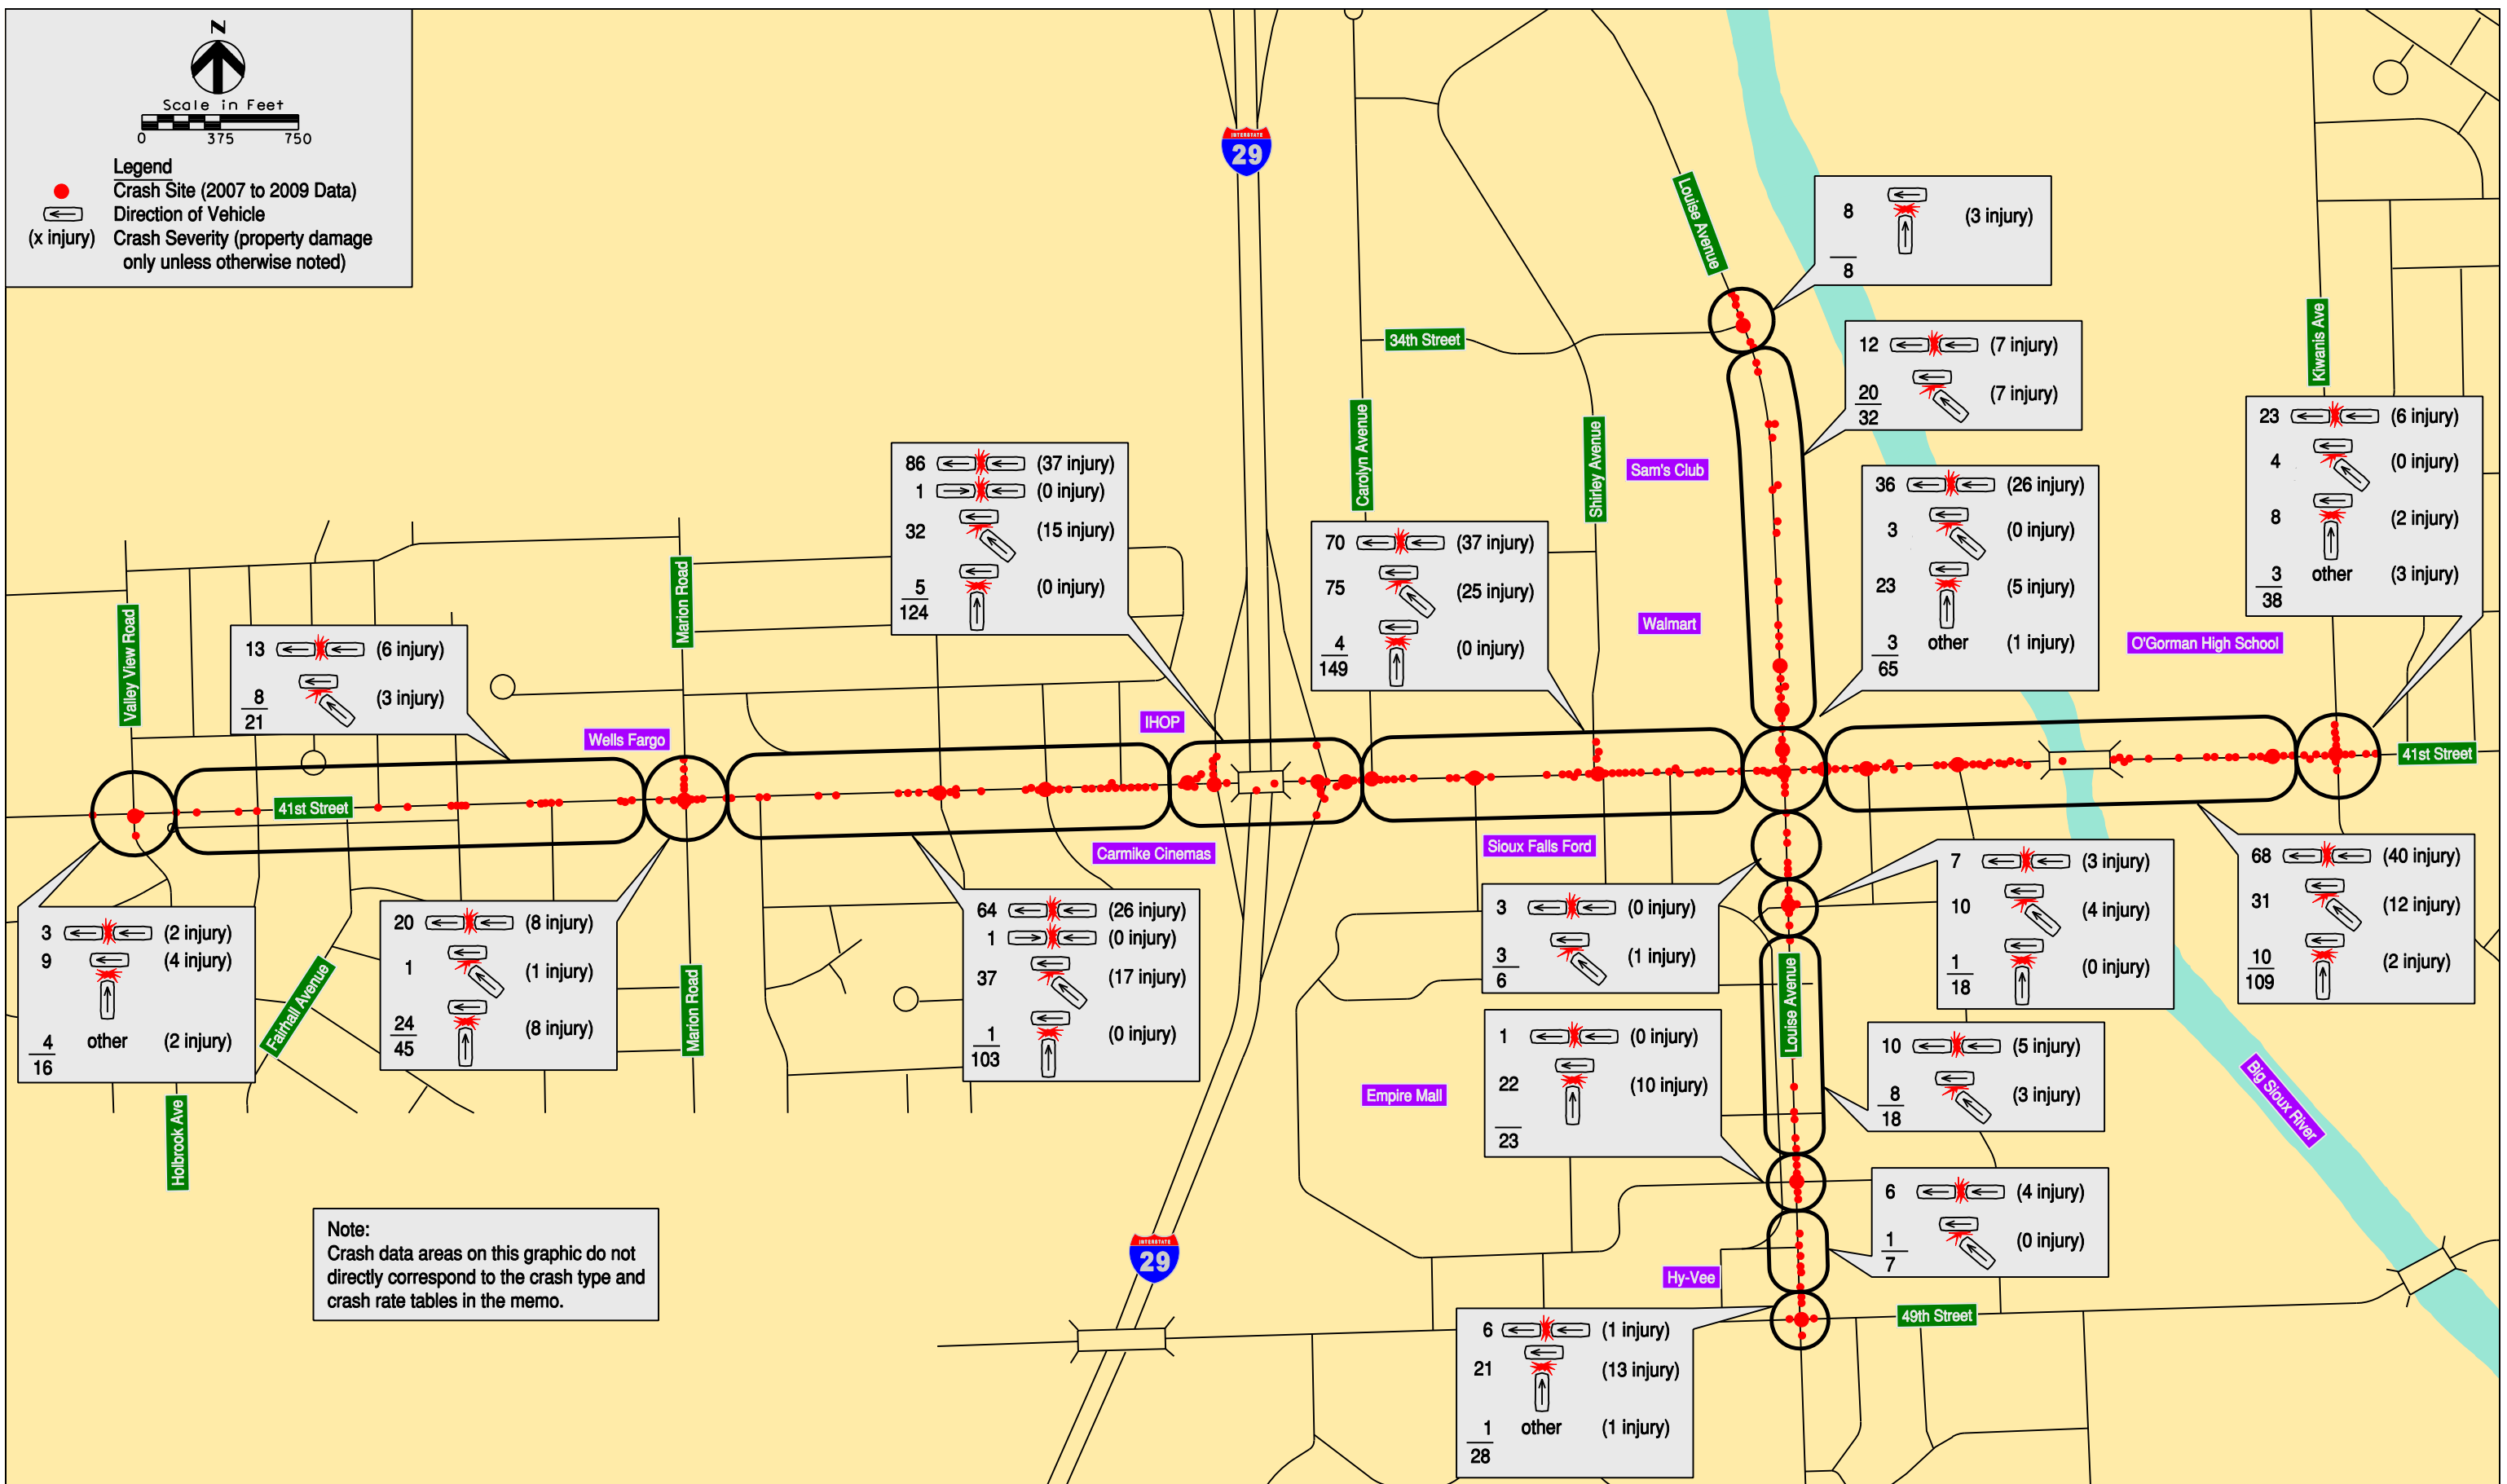 N
Scale in Feet
0 375 750
Legend
Crash Site (2007 to 2009 Data)
Direction of Vehicle
(x injury) Crash Severity (property damage
only unless otherwise noted)
INTERSTATE
29
Louise Avenue
8 (3 injury)
8
34th Street
12 (7 injury)
20 (7 injury)
32
Kiwanis Ave
23 (6 injury)
4 (0 injury)
8 (2 injury)
3 other (3 injury)
38
Carolyn Avenue
Shirley Avenue
Sam's Club
86 (37 injury)
1 (0 injury)
32 (15 injury)
5 (0 injury)
124
36 (26 injury)
3 (0 injury)
23 (5 injury)
3 other (1 injury)
65
70 (37 injury)
75 (25 injury)
4 (0 injury)
149
Walmart
O'Gorman High School
Valley View Road
Marion Road
13 (6 injury)
8 (3 injury)
21
Wells Fargo
IHOP
41st Street
41st Street
Carmike Cinemas
Sioux Falls Ford
3 (2 injury)
9 (4 injury)
4 other (2 injury)
16
Fairhall Avenue
20 (8 injury)
1 (1 injury)
24 (8 injury)
45
Marion Road
64 (26 injury)
1 (0 injury)
37 (17 injury)
1 (0 injury)
103
3 (0 injury)
3 (1 injury)
6
7 (3 injury)
10 (4 injury)
1 (0 injury)
18
68 (40 injury)
31 (12 injury)
10 (2 injury)
109
Louise Avenue
1 (0 injury)
22 (10 injury)
23
10 (5 injury)
8 (3 injury)
18
Empire Mall
Big Sioux River
Holbrook Ave
6 (4 injury)
1 (0 injury)
7
Note:
Crash data areas on this graphic do not
directly correspond to the crash type and
crash rate tables in the memo.
INTERSTATE
29
Hy-Vee
49th Street
6 (1 injury)
21 (13 injury)
1 other (1 injury)
28